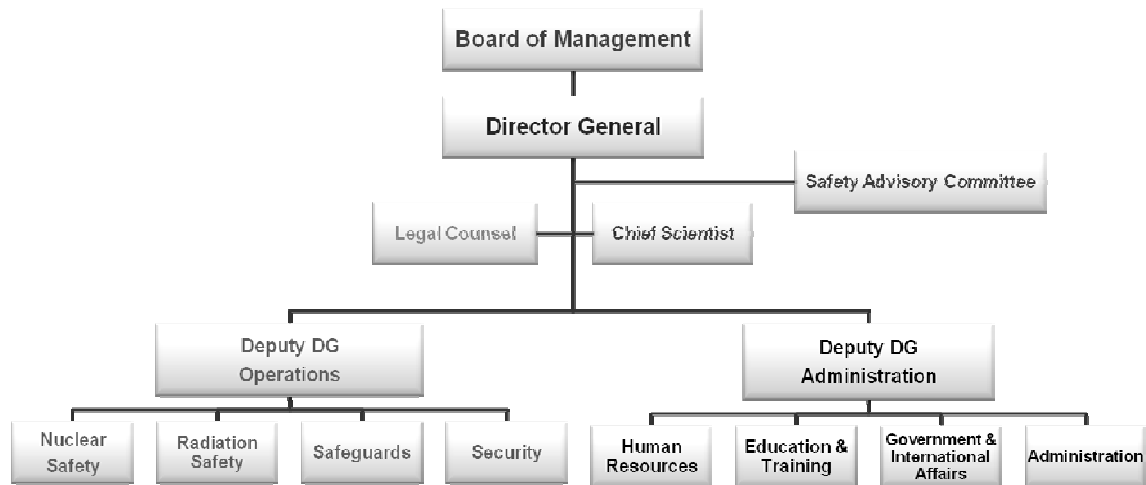 Board of Management
Director General
Safety Advisory Committee
Legal Counsel
Chief Scientist
Deputy DG
Operations
Deputy DG
Administration
Nuclear
Safety
Radiation
Safety
Safeguards
Security
Human
Resources
Education &
Training
Government &
International
Affairs
Administration